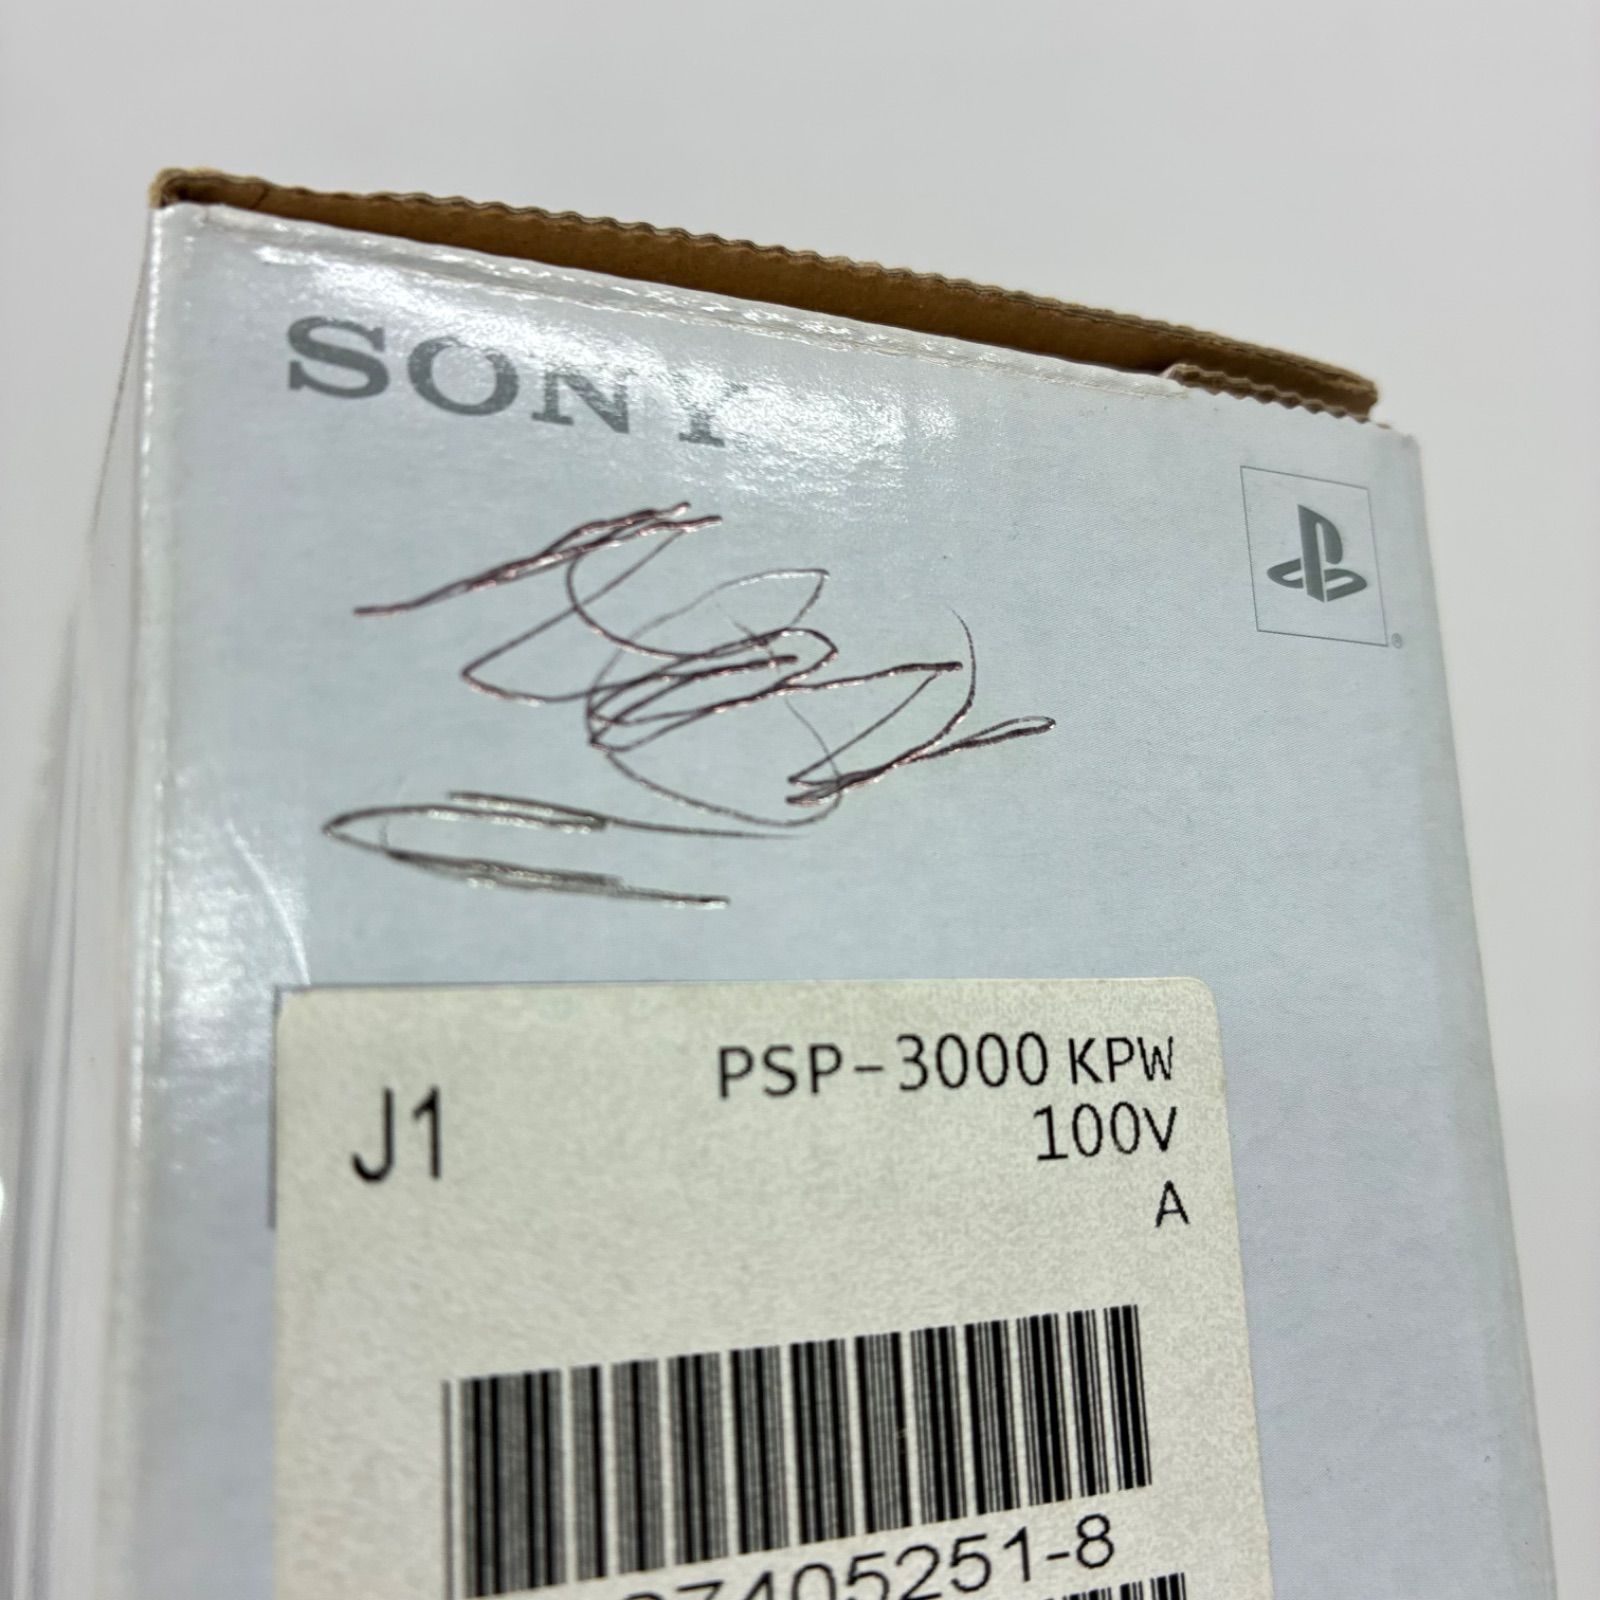 SONY
®
J1
PSP-3000 KPW
100V
A
7405251-8